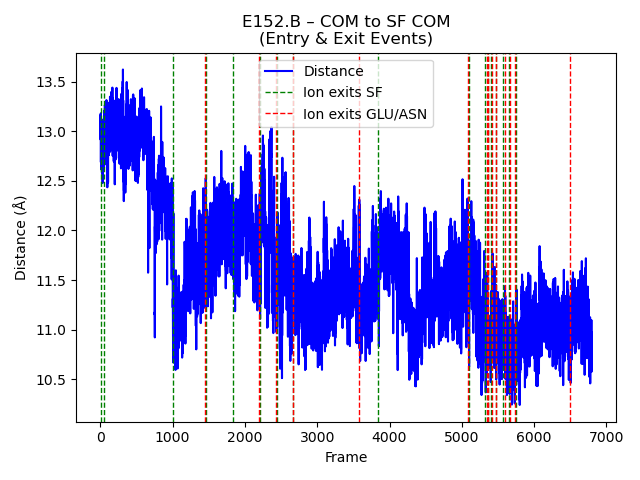 E152.B – COM to SF COM
(Entry & Exit Events)
Distance
Ion exits SF
Ion exits GLU/ASN
Distance (Å)
13.5
13.0
12.5
12.0
11.5
11.0
10.5
0 1000 2000 3000 4000 5000 6000 7000
Frame